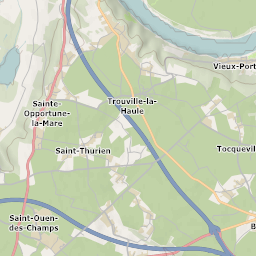 Vieux-Port
Trouville-la-
Haule
Sainte-
Opportune-
la-Mare
Saint-Thurien
Tocquevil
Saint-Ouen-
des-Champs
B